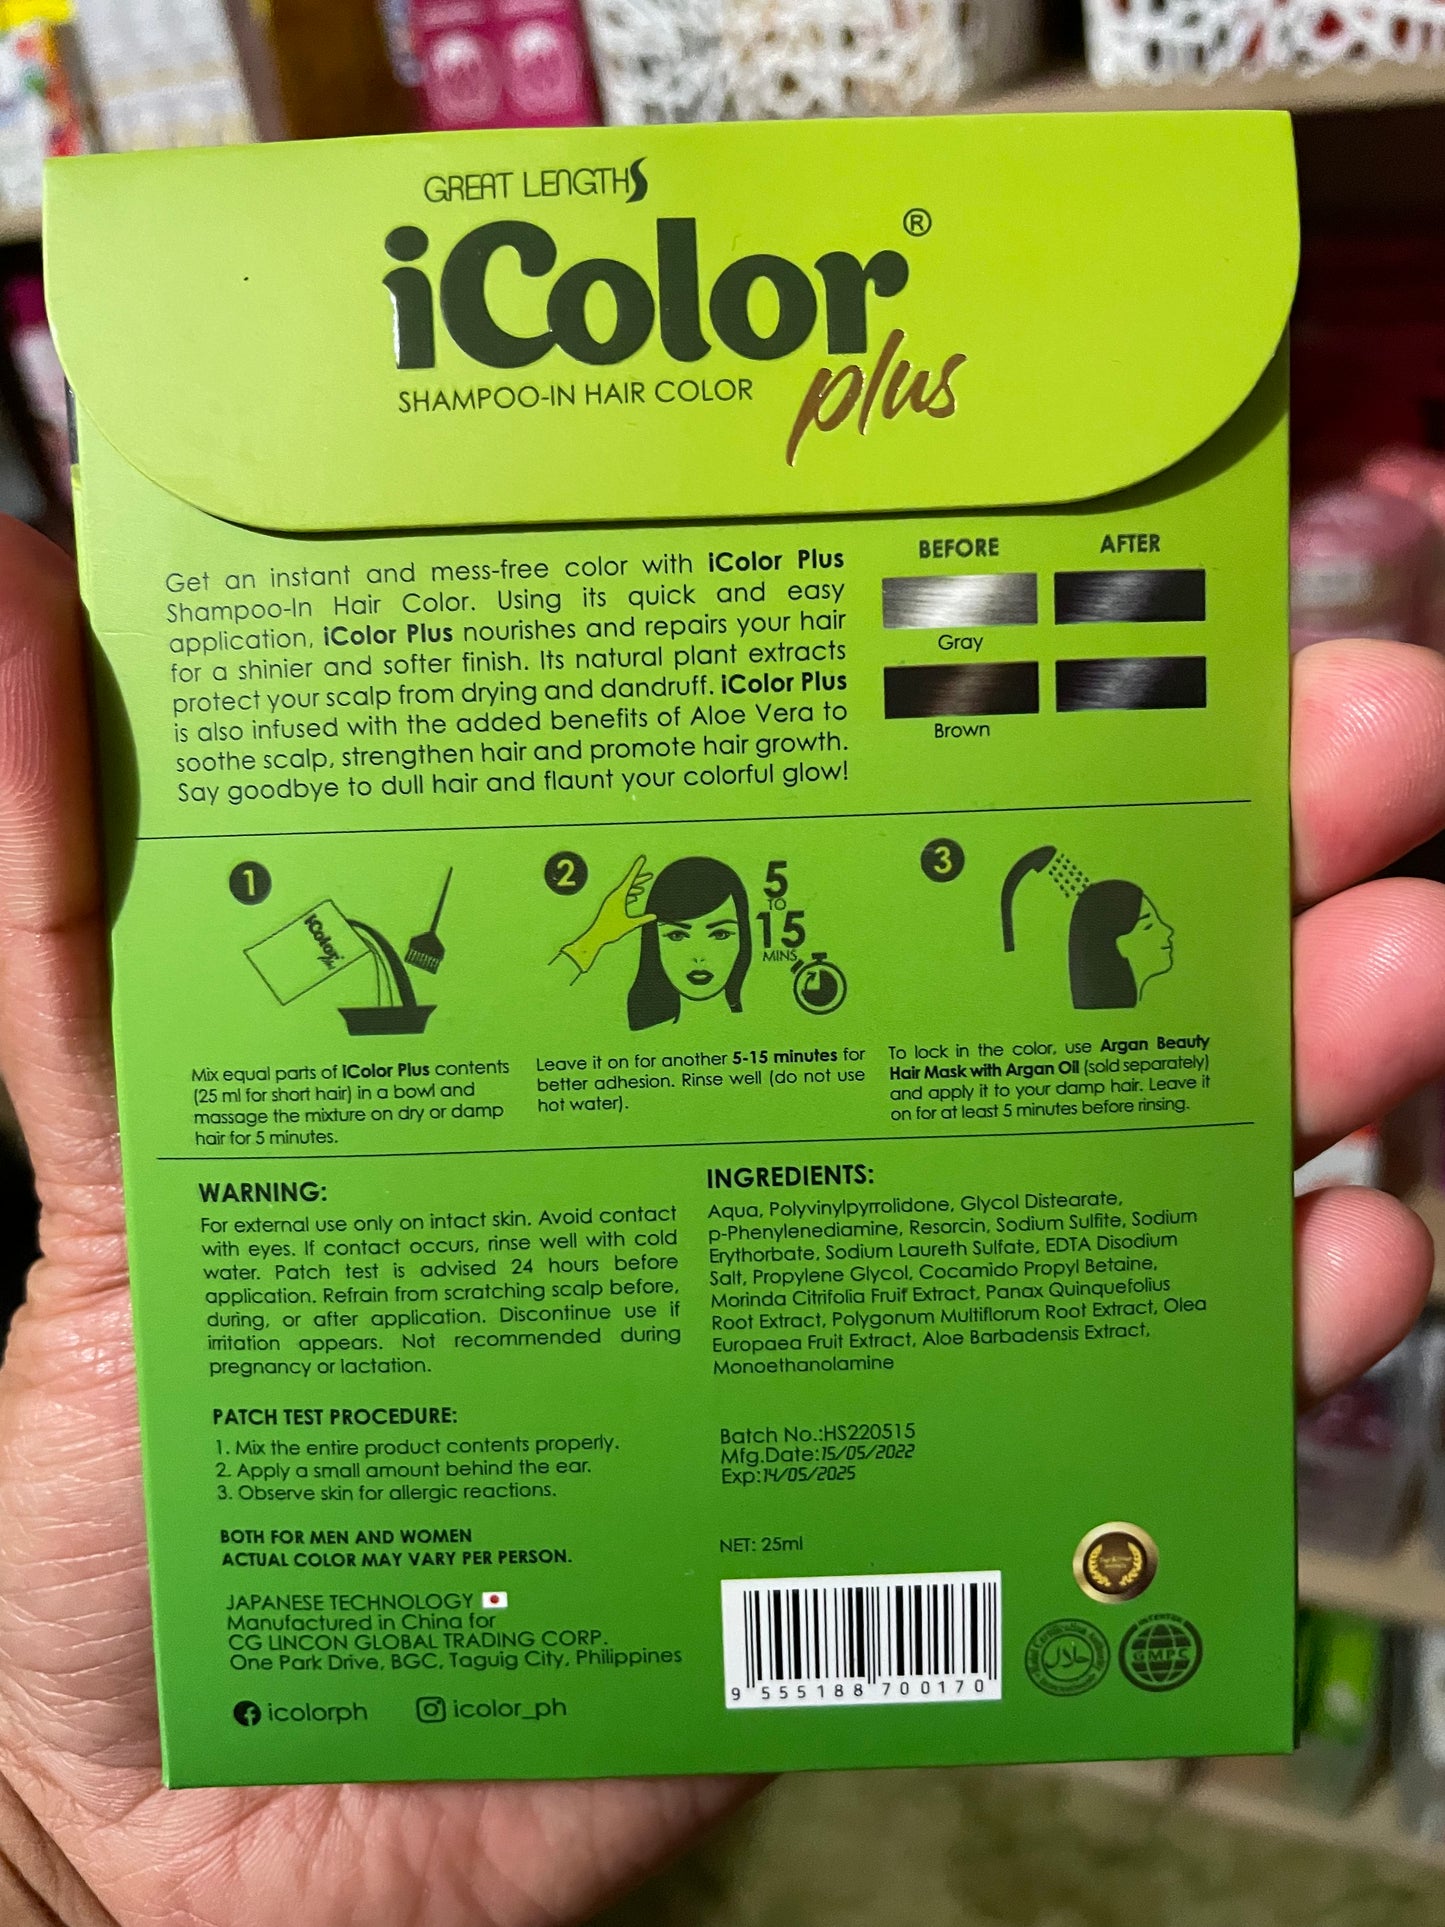 GREAT LENGTHS
iColor®
SHAMPOO-IN HAIR COLOR plus
Get an instant and mess-free color with iColor Plus
Shampoo-In Hair Color. Using its quick and easy
application, iColor Plus nourishes and repairs your hair
for a shinier and softer finish. Its natural plant extracts
protect your scalp from drying and dandruff. iColor Plus
is also infused with the added benefits of Aloe Vera to
soothe scalp, strengthen hair and promote hair growth.
Say goodbye to dull hair and flaunt your colorful glow!
BEFORE AFTER
Gray
Brown
1
iColor plus
Mix equal parts of iColor Plus contents
(25 ml for short hair) in a bowl and
massage the mixture on dry or damp
hair for 5 minutes.
2
5
TO
15
MINS
Leave it on for another 5-15 minutes for
better adhesion. Rinse well (do not use
hot water).
3
To lock in the color, use Argan Beauty
Hair Mask with Argan Oil (sold separately)
and apply it to your damp hair. Leave it
on for at least 5 minutes before rinsing.
WARNING:
For external use only on intact skin. Avoid contact
with eyes. If contact occurs, rinse well with cold
water. Patch test is advised 24 hours before
application. Refrain from scratching scalp before,
during, or after application. Discontinue use if
irritation appears. Not recommended during
pregnancy or lactation.
PATCH TEST PROCEDURE:
1. Mix the entire product contents properly.
2. Apply a small amount behind the ear.
3. Observe skin for allergic reactions.
BOTH FOR MEN AND WOMEN
ACTUAL COLOR MAY VARY PER PERSON.
JAPANESE TECHNOLOGY
Manufactured in China for
CG LINCON GLOBAL TRADING CORP.
One Park Drive, BGC, Taguig City, Philippines
icolorph icolor_ph
INGREDIENTS:
Aqua, Polyvinylpyrrolidone, Glycol Distearate,
p-Phenylenediamine, Resorcin, Sodium Sulfite, Sodium
Erythorbate, Sodium Laureth Sulfate, EDTA Disodium
Salt, Propylene Glycol, Cocamido Propyl Betaine,
Morinda Citrifolia Fruif Extract, Panax Quinquefolius
Root Extract, Polygonum Multiflorum Root Extract, Olea
Europaea Fruit Extract, Aloe Barbadensis Extract,
Monoethanolamine
Batch No.:HS220515
Mfg.Date:15/05/2022
Exp:14/05/2025
NET: 25ml
9 555188 700170
حلال
GMPC